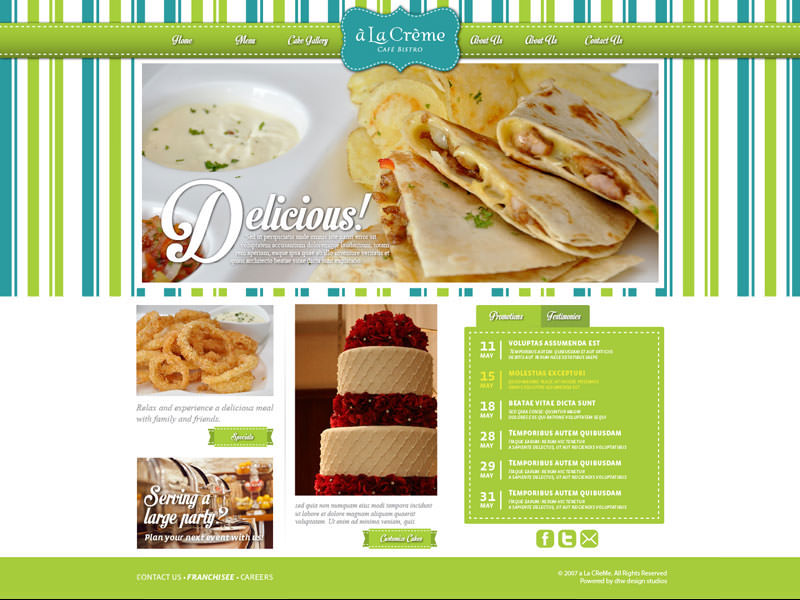 Home
Menu
Cake Gallery
à La Crème
CAFÉ BISTRO
About Us
About Us
Contact Us
Delicious!
Sed ut perspiciatis unde omnis iste natus error sit
voluptatem accusantium doloremque laudantium, totam
rem aperiam, eaque ipsa quae ab illo inventore veritatis et
quasi architecto beatae vitae dicta sunt explicabo.
Relax and experience a delicious meal
with family and friends.
Specials
Serving a
large party?
Plan your next event with us!
sed quia non numquam eius modi tempora incidunt
ut labore et dolore magnam aliquam quaerat
voluptatem. Ut enim ad minima veniam, quis.
Customize Cakes
Promotions
Testimonies
11 MAY
VOLUPTAS ASSUMENDA EST
TEMPORIBUS AUTEM QUIBUSDAM ET AUT OFFICIIS
DEBITIS AUT RERUM NECESSITATIBUS SAEPE
15 MAY
MOLESTIAS EXCEPTURI
18 MAY
BEATAE VITAE DICTA SUNT
SED QUIA CONSEQUUNTUR MAGNI
DOLORES EOS QUI RATIONE VOLUPTATEM SEQUI
28 MAY
TEMPORIBUS AUTEM QUIBUSDAM
ITAQUE EARUM RERUM HIC TENETUR
A SAPIENTE DELECTUS, UT AUT REICIENDIS VOLUPTATIBUS
29 MAY
TEMPORIBUS AUTEM QUIBUSDAM
ITAQUE EARUM RERUM HIC TENETUR
A SAPIENTE DELECTUS, UT AUT REICIENDIS VOLUPTATIBUS
31 MAY
TEMPORIBUS AUTEM QUIBUSDAM
ITAQUE EARUM RERUM HIC TENETUR
A SAPIENTE DELECTUS, UT AUT REICIENDIS VOLUPTATIBUS
CONTACT US • FRANCHISEE • CAREERS
© 2007 a La CReMe. All Rights Reserved
Powered by dtw design studios